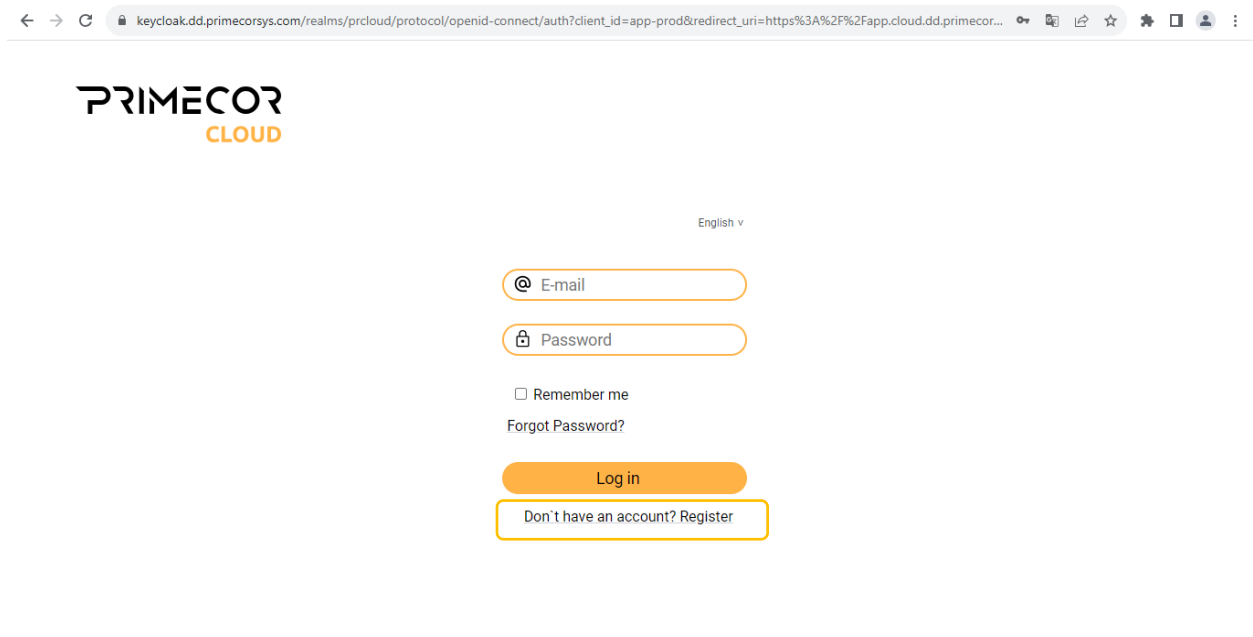 keycloak.dd.primecorsys.com/realms/prcloud/protocol/openid-connect/auth?client_id=app-prod&redirect_uri=https%3A%2F%2Fapp.cloud.dd.primecor...
PRIMECOR
CLOUD
English v
@ E-mail
Password
Remember me
Forgot Password?
Log in
Don`t have an account? Register